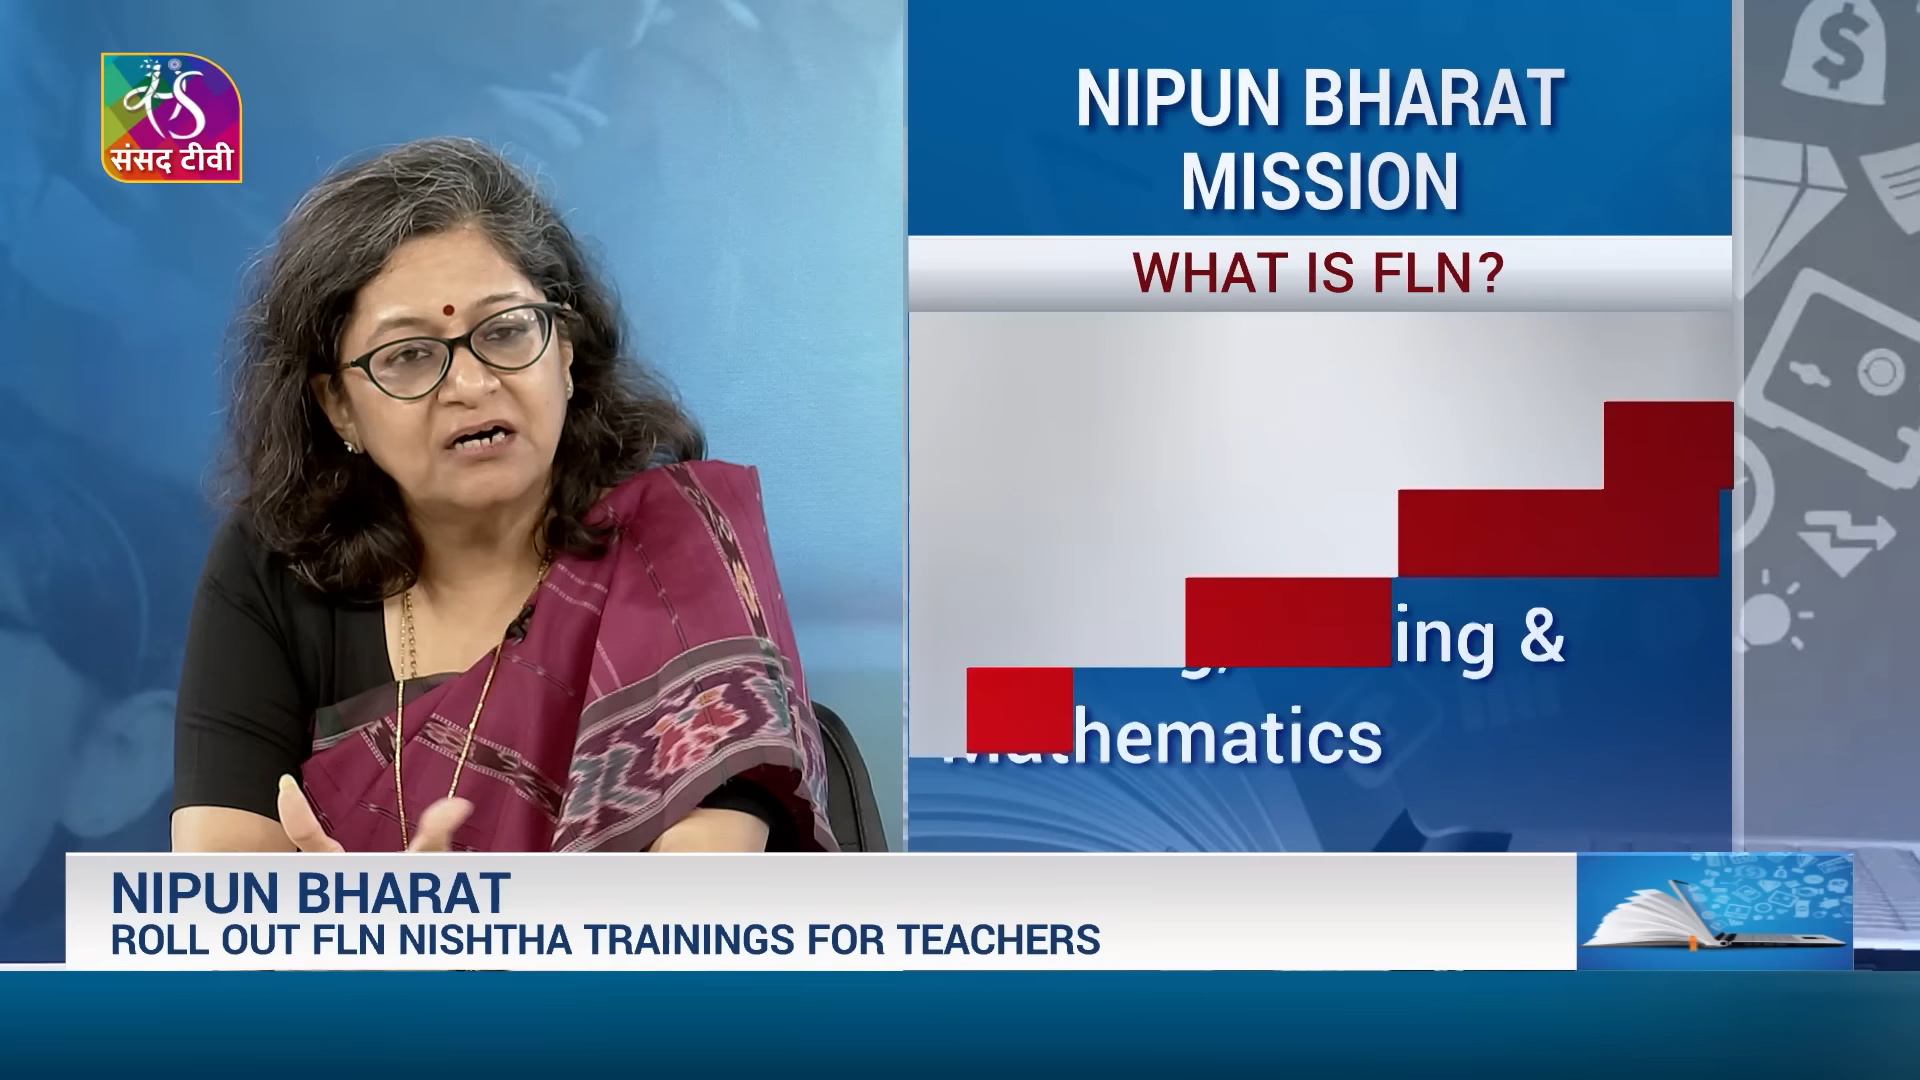 संसद टीवी
NIPUN BHARAT
MISSION
WHAT IS FLN?
ing &
hematics
NIPUN BHARAT
ROLL OUT FLN NISHTHA TRAININGS FOR TEACHERS